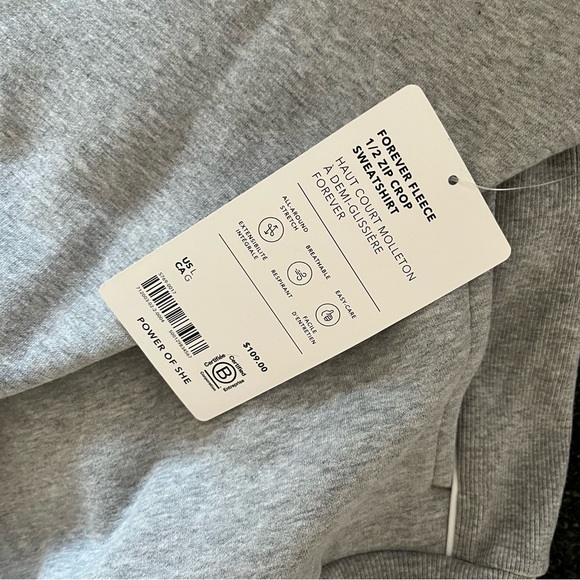 FOREVER FLEECE
1/2 ZIP CROP
SWEATSHIRT
HAUT COURT MOLLETON
À DEMI-GLISSIÈRE
FOREVER
ALL-AROUND
STRETCH
EXTENSIBILITÉ
INTÉGRALE
BREATHABLE
RESPIRANT
EASY-CARE
FACILE
D'ENTRETIEN
US L
CA G
$109.00
POWER OF SHE
Certifiée
Certified
B
Corporation
Entreprise